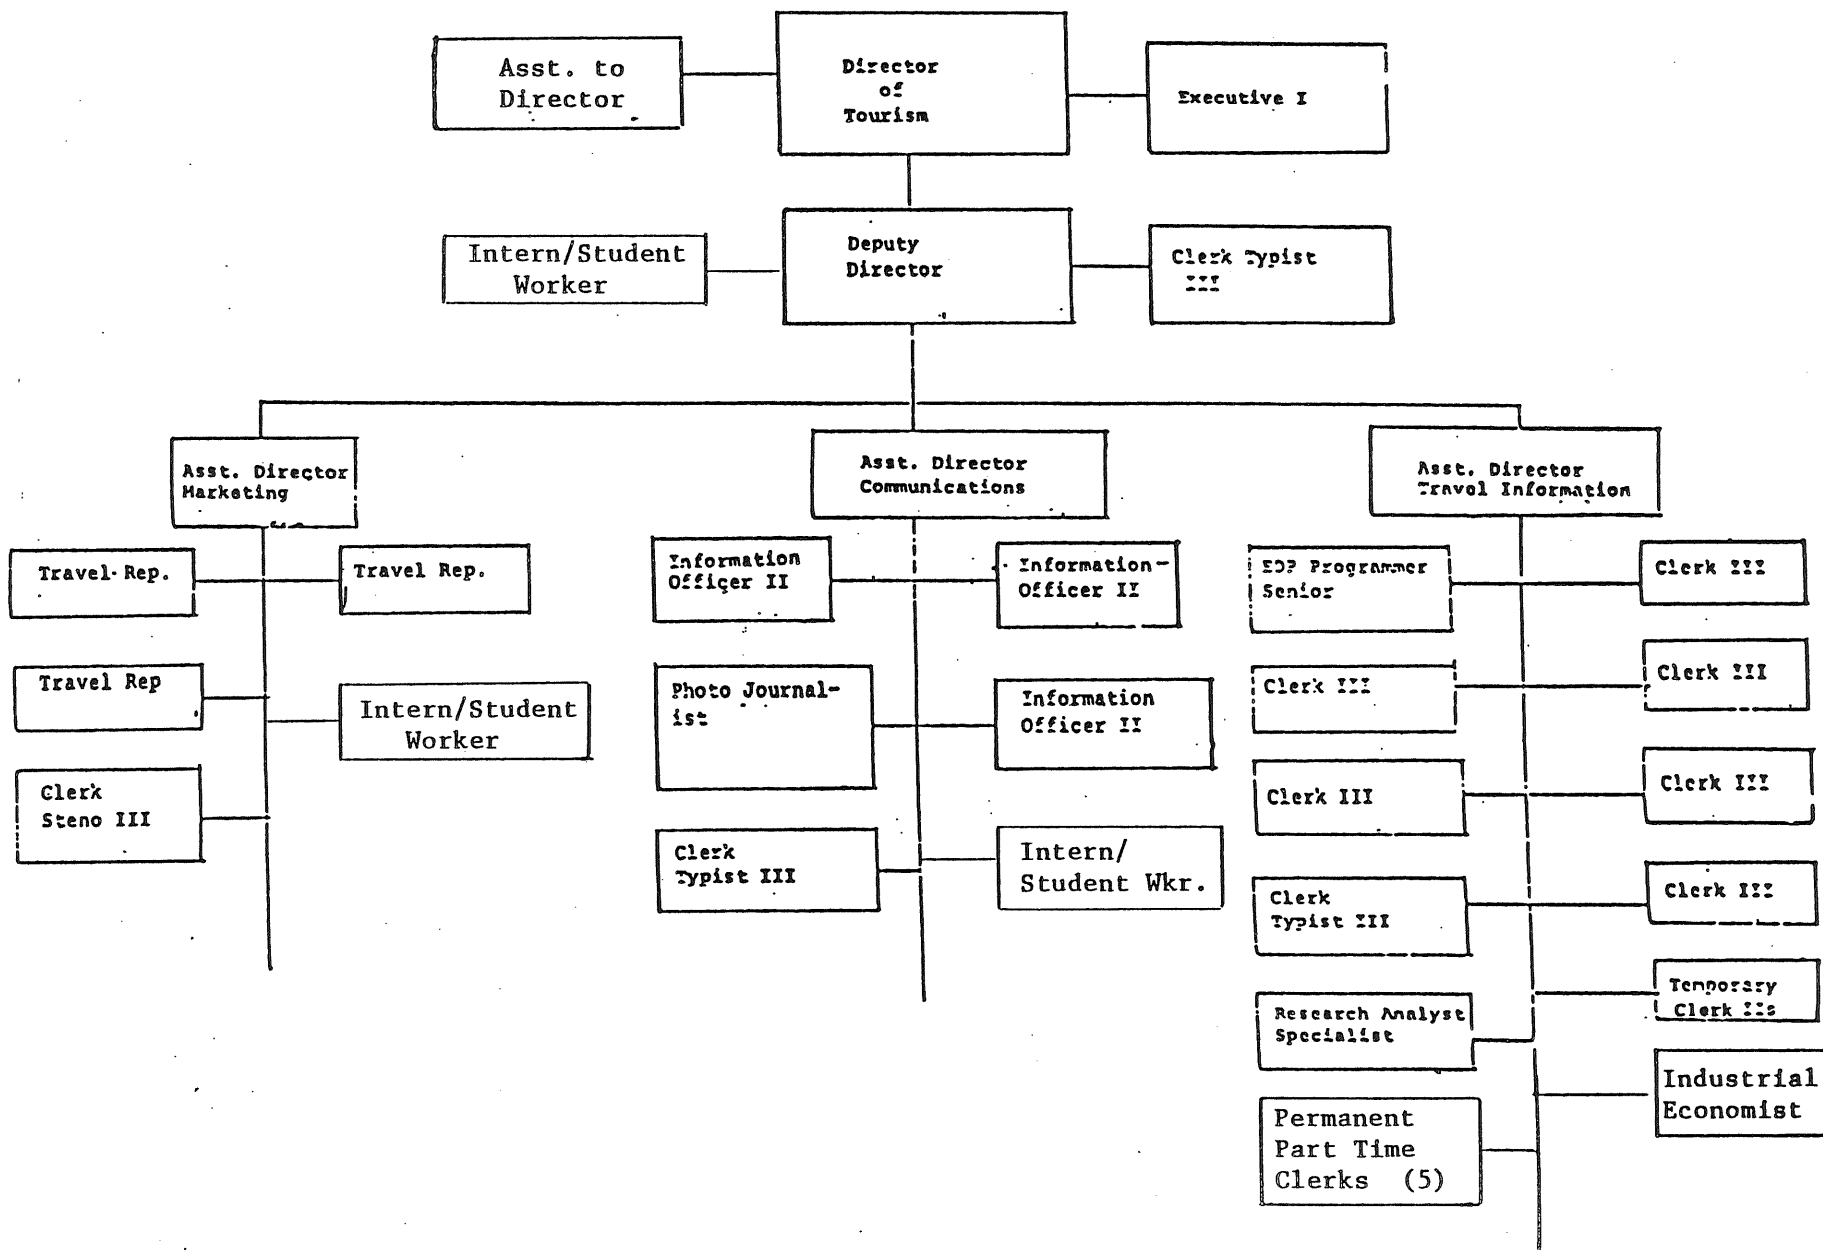 Asst. to
Director
Director
of
Tourism
Executive I
Intern/Student
Worker
Deputy
Director
Clerk Typist
III
Asst. Director
Marketing
Asst. Director
Communications
Asst. Director
Travel Information
Travel Rep.
Travel Rep.
Travel Rep
Intern/Student
Worker
Clerk
Steno III
Information
Officer II
Information
Officer II
Photo Journal-
ist
Information
Officer II
Clerk
Typist III
Intern/
Student Wkr.
EDP Programmer
Senior
Clerk III
Clerk III
Clerk III
Clerk III
Clerk III
Clerk
Typist III
Clerk III
Research Analyst
Specialist
Temporary
Clerk IIs
Industrial
Economist
Permanent
Part Time
Clerks (5)